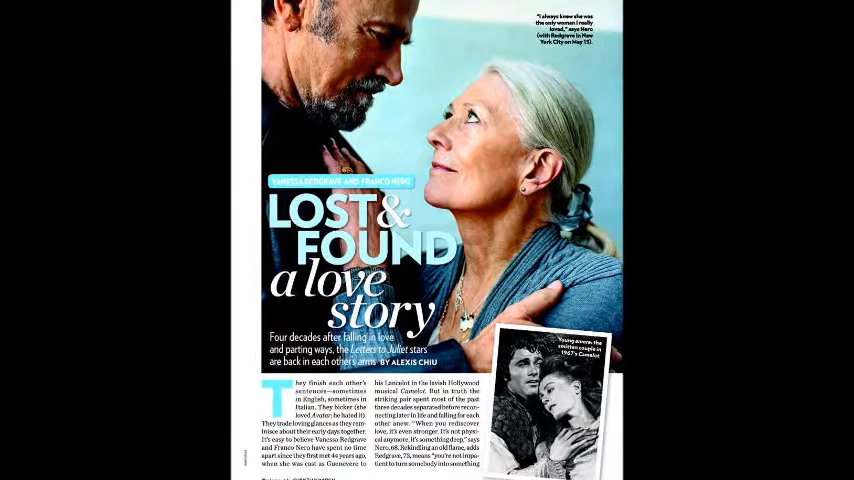 "I always knew she was
the only woman I really
loved," says Nero
(with Redgrave in New
York City on May 13).
VANESSA REDGRAVE AND FRANCO NERO
LOST &
FOUND
a love
story
Four decades after falling in love
and parting ways, the Letters to Juliet stars
are back in each other's arms BY ALEXIS CHIU
Young amore: the
smitten couple in
1967's Camelot
They finish each other's
sentences—sometimes
in English, sometimes in
Italian. They bicker (she
loved Avatar; he hated it).
They trade loving glances as they rem-
inisce about their early days together.
It's easy to believe Vanessa Redgrave
and Franco Nero have spent no time
apart since they first met 44 years ago,
when she was cast as Guenevere to
his Lancelot in the lavish Hollywood
musical Camelot. But in truth the
striking pair spent most of the past
three decades separated before recon-
necting later in life and falling for each
other anew. "When you rediscover
love, it's even stronger. It's not physi-
cal anymore, it's something deep," says
Nero, 68. Rekindling an old flame, adds
Redgrave, 73, means "you're not impa-
tient to turn somebody into something